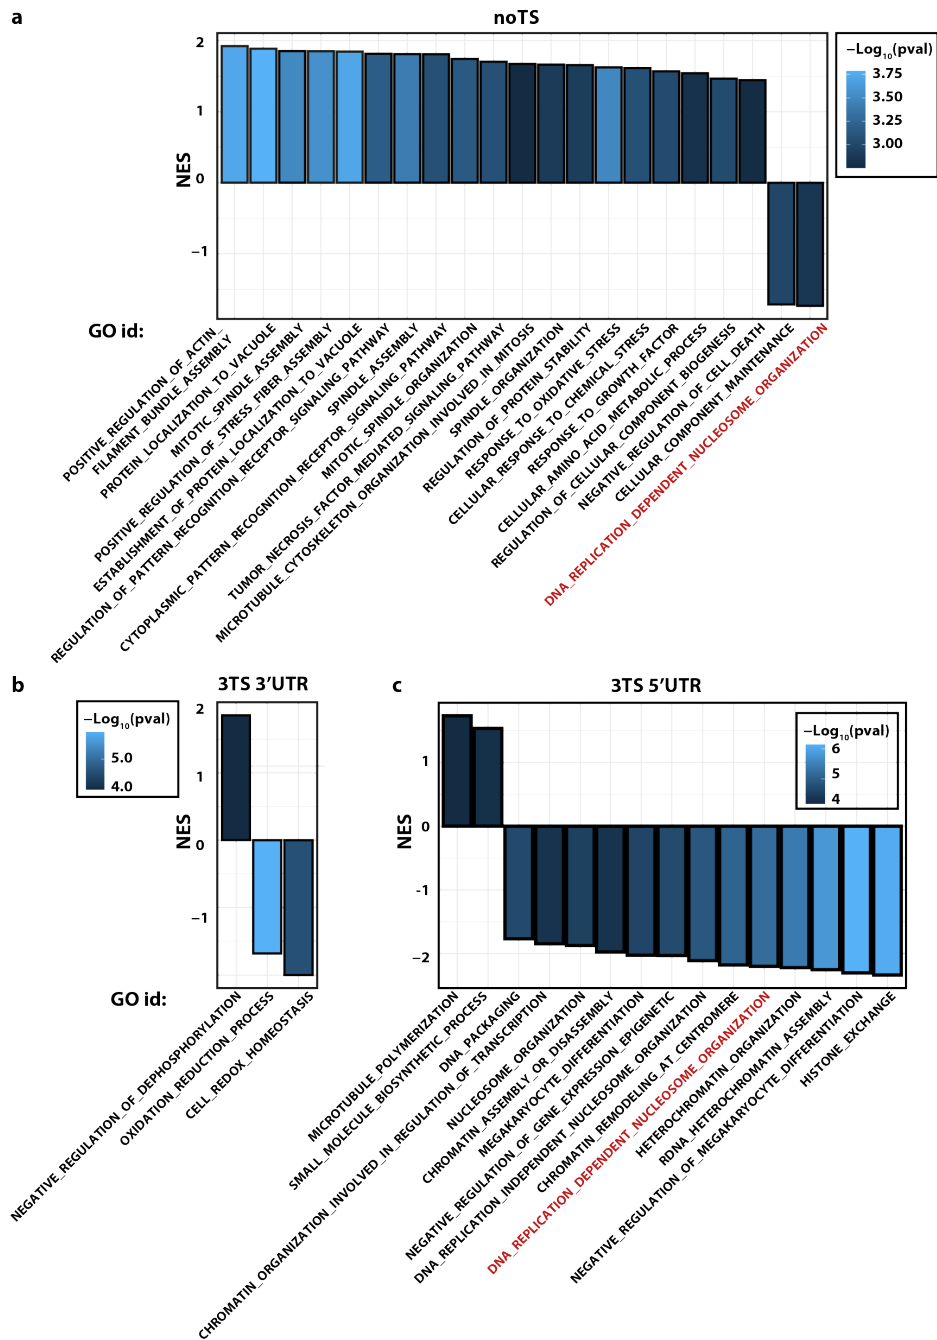 a
noTS
−Log10(pval)
3.75
3.50
3.25
3.00
2
1
0
−1
NES
GO id:
POSITIVE_REGULATION_OF_ACTIN_
FILAMENT_BUNDLE_ASSEMBLY
PROTEIN_LOCALIZATION_TO_VACUOLE
MITOTIC_SPINDLE_ASSEMBLY
POSITIVE_REGULATION_OF_STRESS_FIBER_ASSEMBLY
ESTABLISHMENT_OF_PROTEIN_LOCALIZATION_TO_VACUOLE
REGULATION_OF_PATTERN_RECOGNITION_RECEPTOR_SIGNALING_PATHWAY
SPINDLE_ASSEMBLY
CYTOPLASMIC_PATTERN_RECOGNITION_RECEPTOR_SIGNALING_PATHWAY
MITOTIC_SPINDLE_ORGANIZATION
TUMOR_NECROSIS_FACTOR_MEDIATED_SIGNALING_PATHWAY
MICROTUBULE_CYTOSKELETON_ORGANIZATION_INVOLVED_IN_MITOSIS
SPINDLE_ORGANIZATION
REGULATION_OF_PROTEIN_STABILITY
RESPONSE_TO_OXIDATIVE_STRESS
CELLULAR_RESPONSE_TO_CHEMICAL_STRESS
RESPONSE_TO_GROWTH_FACTOR
CELLULAR_AMINO_ACID_METABOLIC_PROCESS
REGULATION_OF_CELLULAR_COMPONENT_BIOGENESIS
NEGATIVE_REGULATION_OF_CELL_DEATH
CELLULAR_COMPONENT_MAINTENANCE
DNA_REPLICATION_DEPENDENT_NUCLEOSOME_ORGANIZATION
b
3TS 3′UTR
−Log10(pval)
5.0
4.0
2
1
0
−1
NES
GO id:
NEGATIVE_REGULATION_OF_DEPHORYLATION
OXIDATION_REDUCTION_PROCESS
CELL_REDOX_HOMEOSTASIS
c
3TS 5′UTR
−Log10(pval)
6
5
4
1
0
-1
−2
NES
MICROTUBULE_POLYMERIZATION
SMALL_MOLECULE_BIOSYNTHETIC_PROCESS
DNA_PACKAGING
CHROMATIN_ORGANIZATION_INVOLVED_IN_REGULATION_OF_TRANSCRIPTION
NUCLEOSOME_ORGANIZATION
CHROMATIN_ASSEMBLY_OR_DISASSEMBLY
MEGAKARYOCYTE_DIFFERENTIATION
NEGATIVE_REGULATION_OF_GENE_EXPRESSION_EPIGENETIC
DNA_REPLICATION_INDEPENDENT_NUCLEOSOME_ORGANIZATION
CHROMATIN_REMODELING_AT_CENTROMERE
DNA_REPLICATION_DEPENDENT_NUCLEOSOME_ORGANIZATION
HETEROCHROMATIN_ORGANIZATION
RDNA_HETEROCHROMATIN_ASSEMBLY
NEGATIVE_REGULATION_OF_MEGAKARYOCYTE_DIFFERENTIATION
HISTONE_EXCHANGE